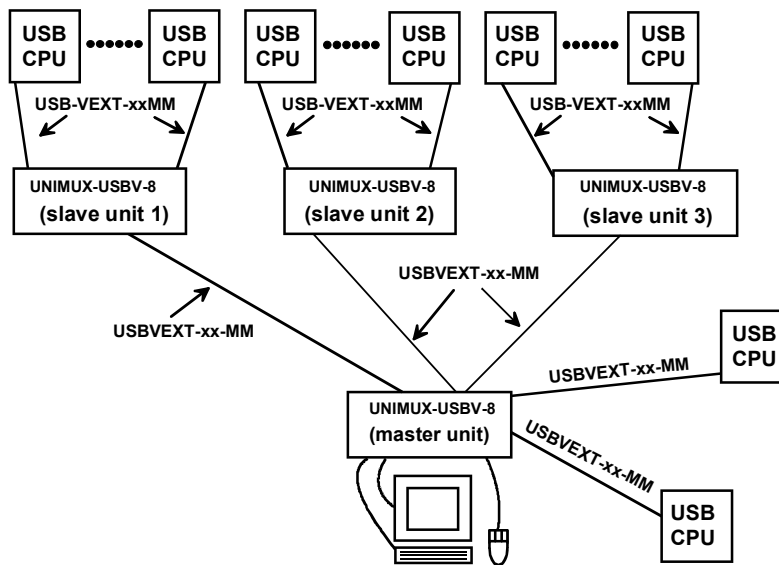 USB
CPU
USB
CPU
USB
CPU
USB
CPU
USB
CPU
USB
CPU
USB-VEXT-xxMM
USB-VEXT-xxMM
USB-VEXT-xxMM
UNIMUX-USBV-8
(slave unit 1)
UNIMUX-USBV-8
(slave unit 2)
UNIMUX-USBV-8
(slave unit 3)
USBVEXT-xx-MM
USBVEXT-xx-MM
USB
CPU
USBVEXT-xx-MM
UNIMUX-USBV-8
(master unit)
USBVEXT-xx-MM
USB
CPU